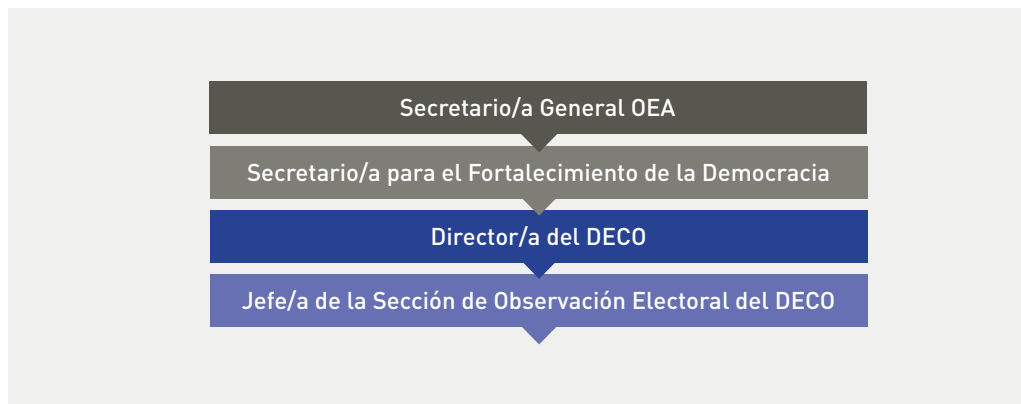 Secretario/a General OEA
Secretario/a para el Fortalecimiento de la Democracia
Director/a del DECO
Jefe/a de la Sección de Observación Electoral del DECO